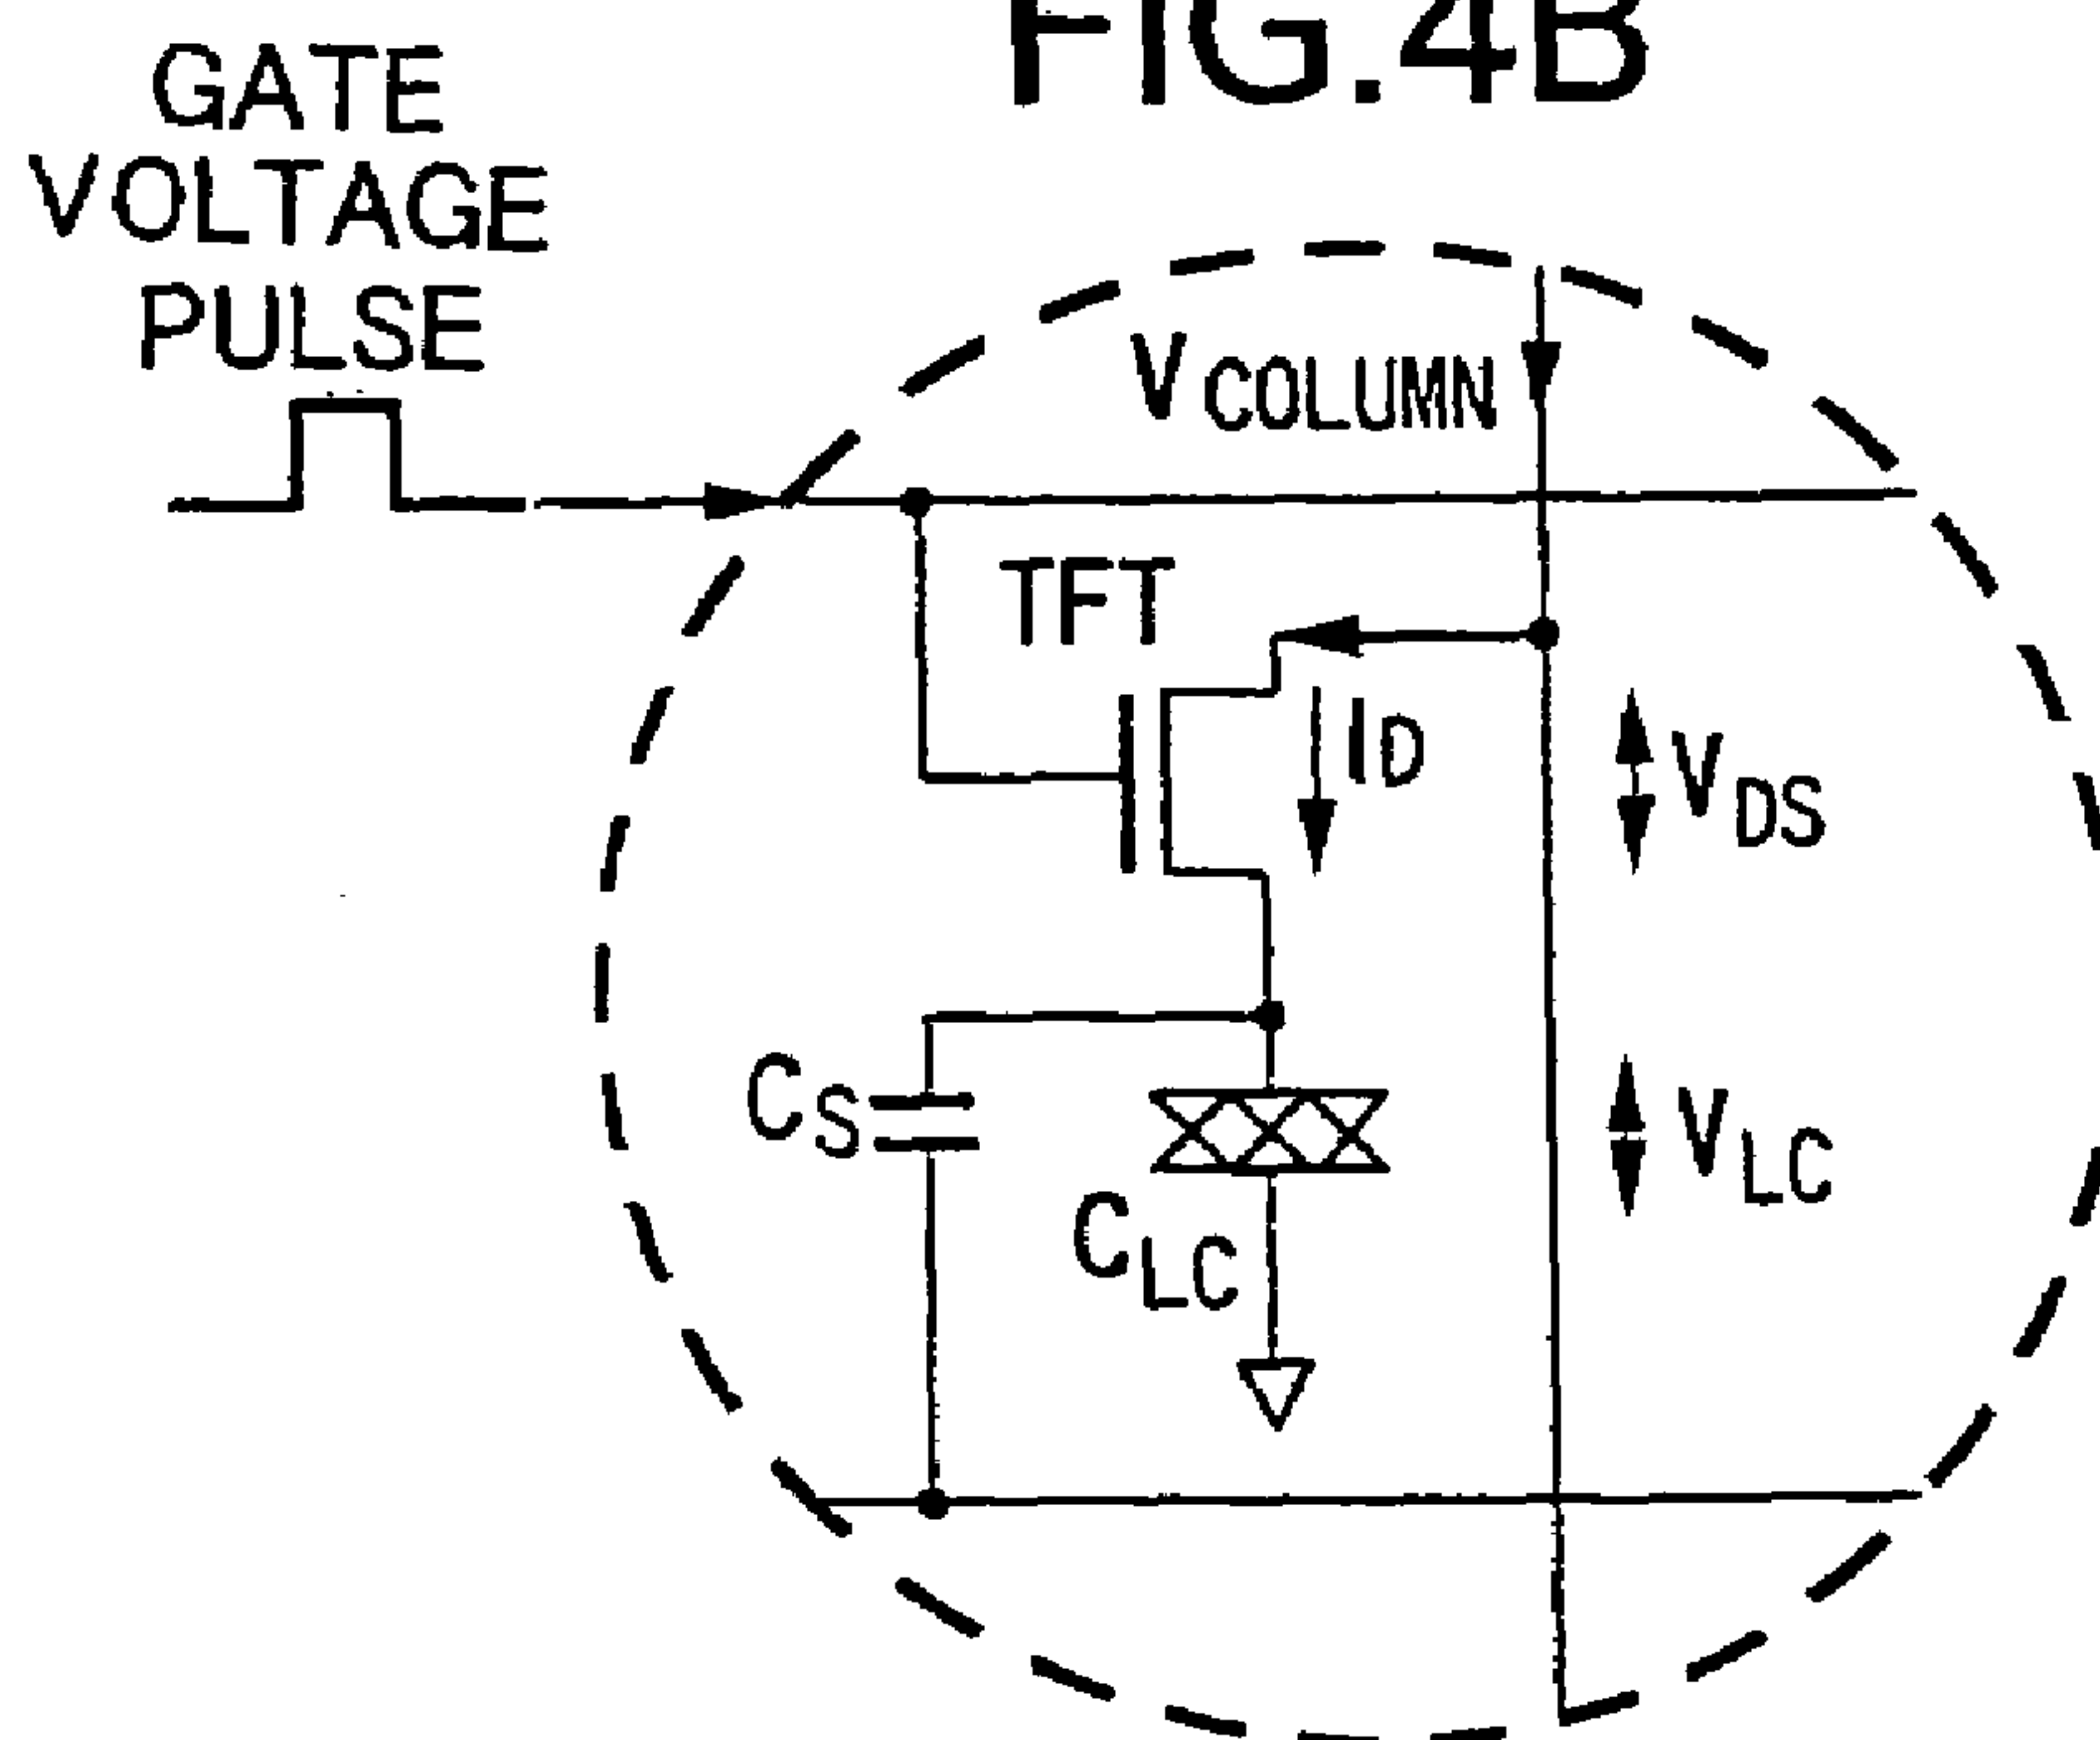 FIG.4B
GATE
VOLTAGE
PULSE
VCOLUMN
TFT
ID
VDS
CS
VLC
CLC